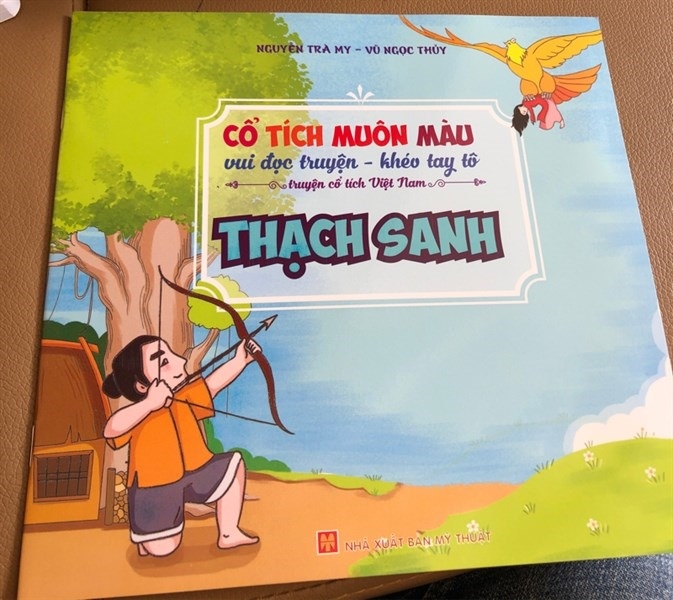 NGUYỄN TRÀ MY - VŨ NGỌC THỦY
CỔ TÍCH MUÔN MÀU
vui đọc truyện - khéo tay tô
truyện cổ tích Việt Nam
THẠCH SANH
NHÀ XUẤT BẢN MỸ THUẬT